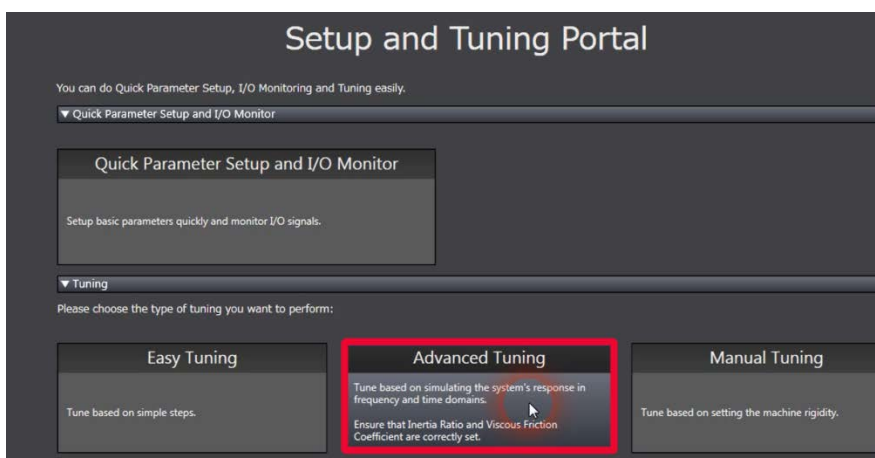 Setup and Tuning Portal
You can do Quick Parameter Setup, I/O Monitoring and Tuning easily.
▼ Quick Parameter Setup and I/O Monitor
Quick Parameter Setup and I/O Monitor
Setup basic parameters quickly and monitor I/O signals.
▼ Tuning
Please choose the type of tuning you want to perform:
Easy Tuning
Tune based on simple steps.
Advanced Tuning
Tune based on simulating the system's response in
frequency and time domains.
Ensure that Inertia Ratio and Viscous Friction
Coefficient are correctly set.
Manual Tuning
Tune based on setting the machine rigidity.